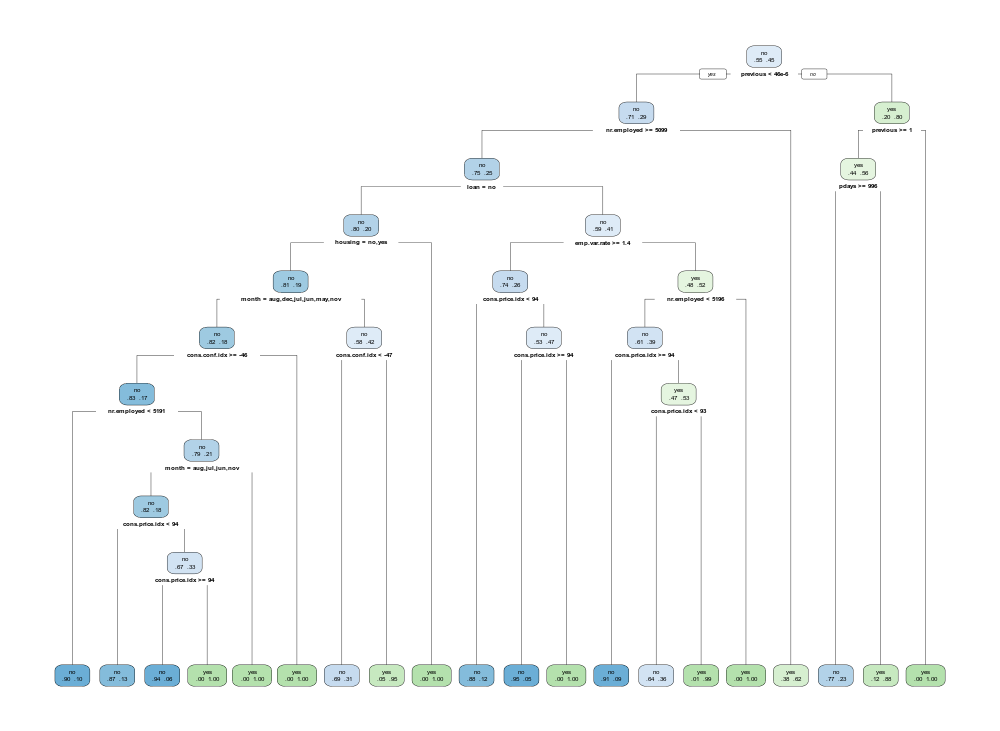 no
.55 .45
yes
previous < 46e-6
no
no
.71 .29
nr.employed >= 5099
yes
.20 .80
previous >= 1
no
.75 .25
loan = no
yes
.44 .56
pdays >= 996
no
.80 .20
housing = no,yes
no
.59 .41
emp.var.rate >= 1.4
no
.81 .19
month = aug,dec,jul,jun,may,nov
no
.74 .26
cons.price.idx < 94
yes
.48 .52
nr.employed < 5196
no
.82 .18
cons.conf.idx >= -46
no
.58 .42
cons.conf.idx < -47
no
.53 .47
cons.price.idx >= 94
no
.61 .39
cons.price.idx >= 94
no
.83 .17
nr.employed < 5191
yes
.47 .53
cons.price.idx < 93
no
.79 .21
month = aug,jul,jun,nov
no
.82 .18
cons.price.idx < 94
no
.67 .33
cons.price.idx >= 94
no
.90 .10
no
.87 .13
no
.94 .06
yes
.00 1.00
yes
.00 1.00
yes
.00 1.00
no
.69 .31
yes
.05 .95
yes
.00 1.00
no
.88 .12
no
.95 .05
yes
.00 1.00
no
.91 .09
no
.64 .36
yes
.01 .99
yes
.00 1.00
yes
.38 .62
no
.77 .23
yes
.12 .88
yes
.00 1.00